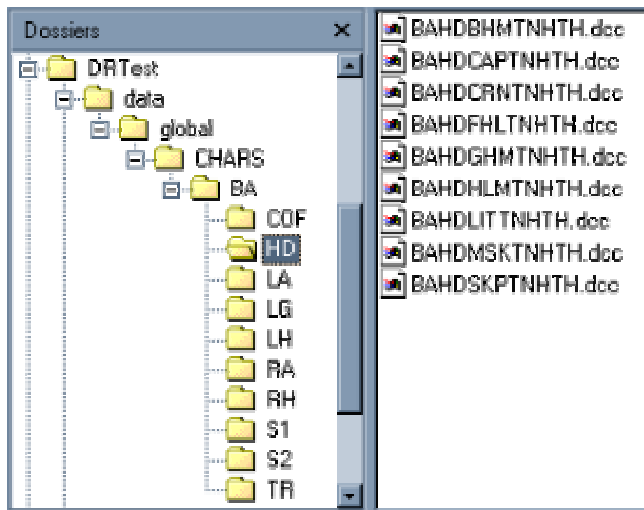 Dossiers
DRTest
data
global
CHARS
BA
COF
HD
LA
LG
LH
RA
RH
S1
S2
TR
BAHDBHMTNHTH.dcc
BAHDCAPTNHTH.dcc
BAHDCRNTNHTH.dcc
BAHDFHLTNHTH.dcc
BAHDGHMTNHTH.dcc
BAHDHLMTNHTH.dcc
BAHDLITTNHTH.dcc
BAHDMSKTNHTH.dcc
BAHDSKPTNHTH.dcc